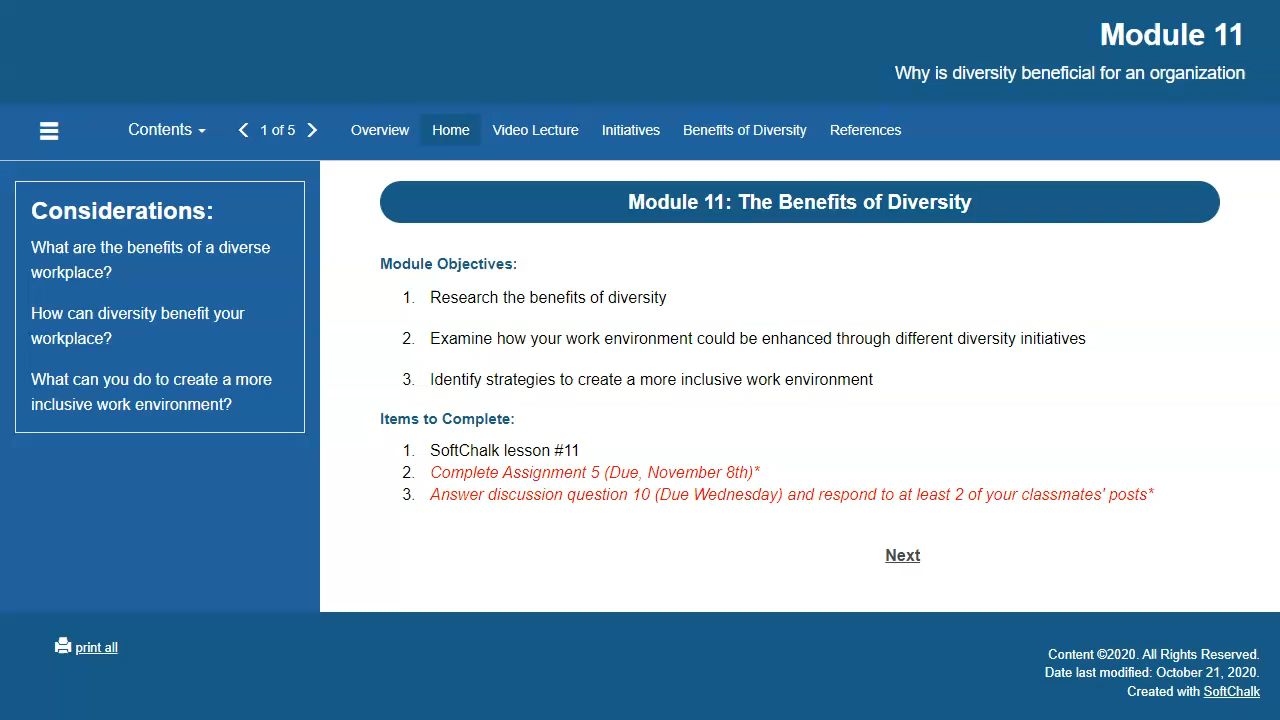 Module 11
Why is diversity beneficial for an organization
Contents
1 of 5
Overview
Home
Video Lecture
Initiatives
Benefits of Diversity
References
Considerations:
What are the benefits of a diverse
workplace?
How can diversity benefit your
workplace?
What can you do to create a more
inclusive work environment?
Module 11: The Benefits of Diversity
Module Objectives:
1. Research the benefits of diversity
2. Examine how your work environment could be enhanced through different diversity initiatives
3. Identify strategies to create a more inclusive work environment
Items to Complete:
1. SoftChalk lesson #11
2. Complete Assignment 5 (Due, November 8th)*
3. Answer discussion question 10 (Due Wednesday) and respond to at least 2 of your classmates' posts*
Next
print all
Content ©2020. All Rights Reserved.
Date last modified: October 21, 2020.
Created with SoftChalk